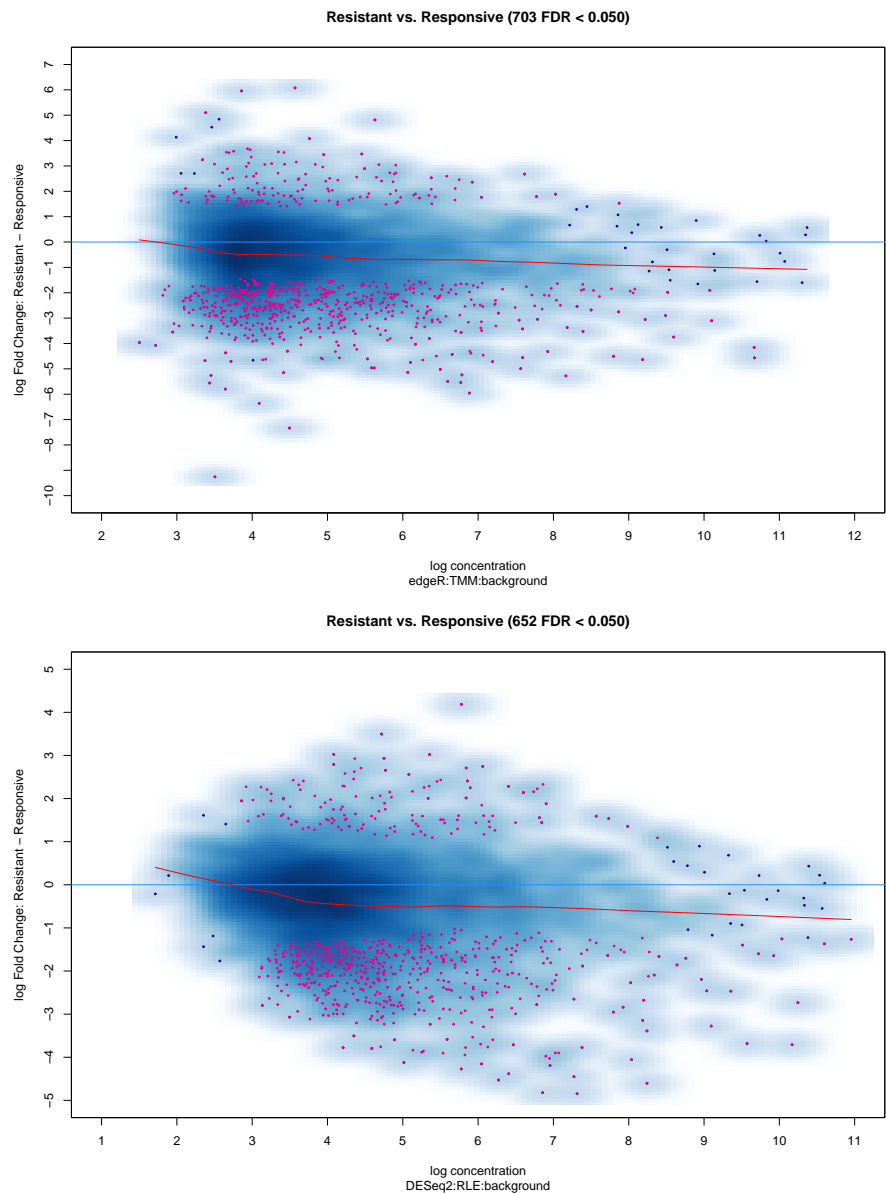 Resistant vs. Responsive (703 FDR < 0.050)
7
6
5
4
3
2
1
0
−1
−2
−3
−4
−5
−6
−7
−8
−10
log Fold Change: Resistant − Responsive
2 3 4 5 6 7 8 9 10 11 12
log concentration
edgeR:TMM:background
Resistant vs. Responsive (652 FDR < 0.050)
5
4
3
2
1
0
−1
−2
−3
−4
−5
log Fold Change: Resistant − Responsive
1 2 3 4 5 6 7 8 9 10 11
log concentration
DESeq2:RLE:background